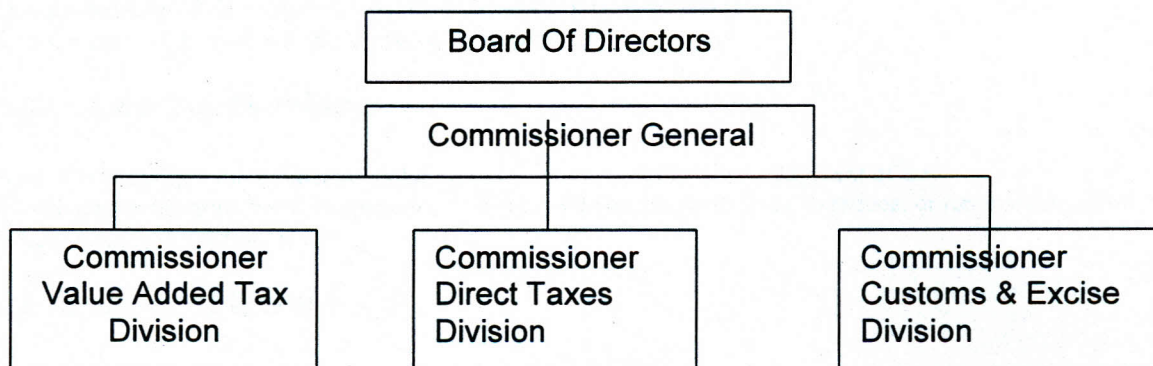 Board Of Directors
Commissioner General
Commissioner
Value Added Tax
Division
Commissioner
Direct Taxes
Division
Commissioner
Customs & Excise
Division